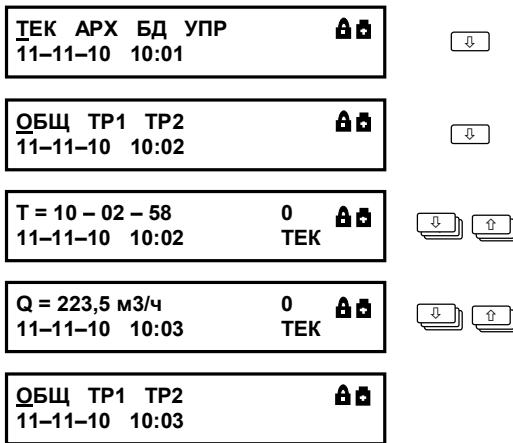 ТЕК АРХ БД УПР
11–11–10 10:01
ОБЩ ТР1 ТР2
11–11–10 10:02
T = 10 – 02 – 58 0
11–11–10 10:02 ТЕК
Q = 223,5 м3/ч 0
11–11–10 10:03 ТЕК
ОБЩ ТР1 ТР2
11–11–10 10:03